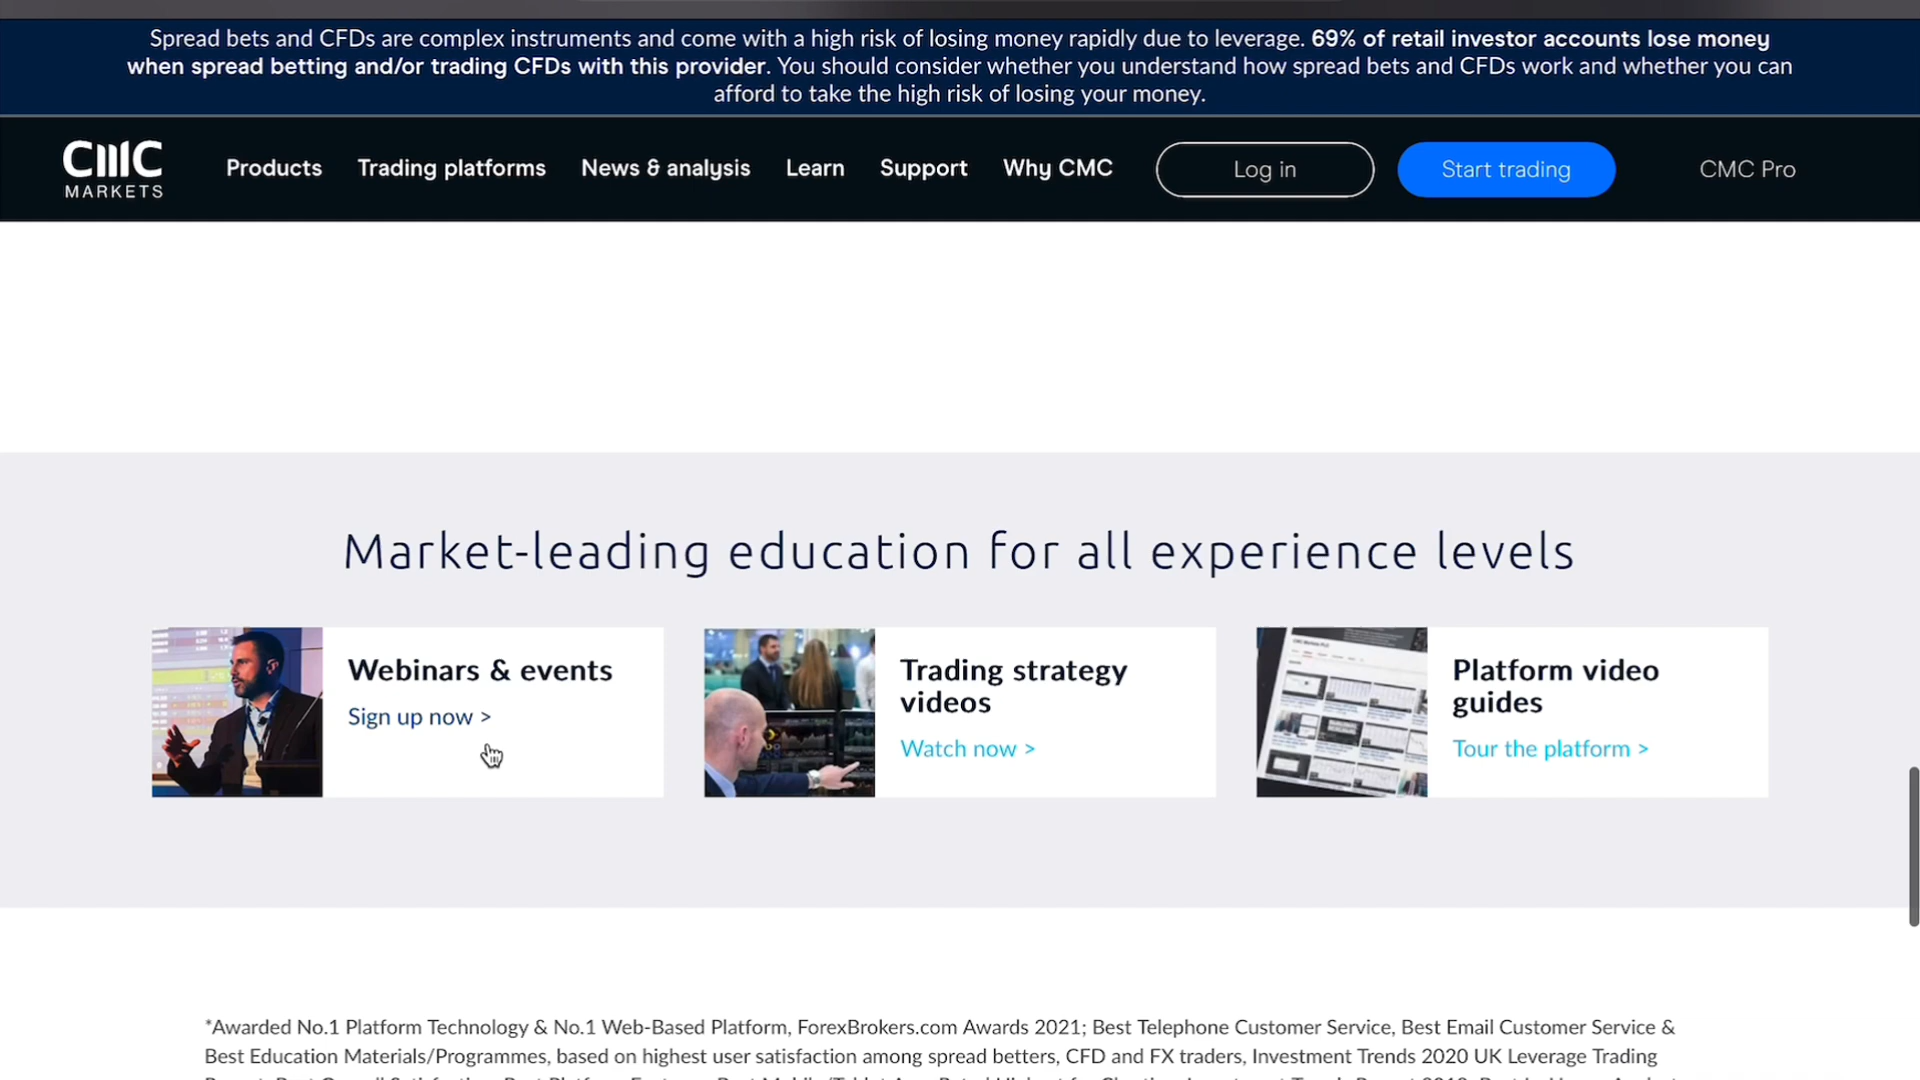 Spread bets and CFDs are complex instruments and come with a high risk of losing money rapidly due to leverage. 69% of retail investor accounts lose money
when spread betting and/or trading CFDs with this provider. You should consider whether you understand how spread bets and CFDs work and whether you can
afford to take the high risk of losing your money.
CMC
MARKETS
Products Trading platforms News & analysis Learn Support Why CMC Log in Start trading CMC Pro
Market-leading education for all experience levels
Webinars & events
Sign up now >
Trading strategy
videos
Watch now >
Platform video
guides
Tour the platform >
*Awarded No.1 Platform Technology & No.1 Web-Based Platform, ForexBrokers.com Awards 2021; Best Telephone Customer Service, Best Email Customer Service &
Best Education Materials/Programmes, based on highest user satisfaction among spread betters, CFD and FX traders, Investment Trends 2020 UK Leverage Trading